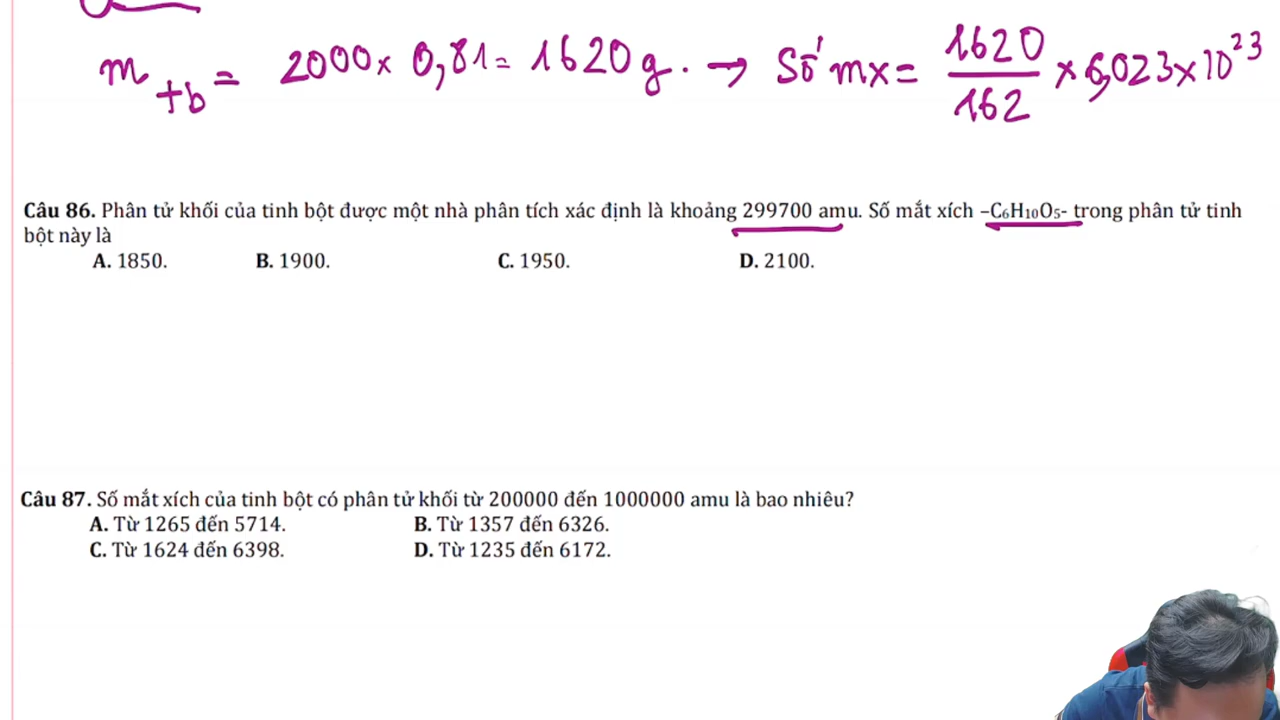 m_tb = 2000 x 0,81 = 1620 g. → Số mx = 1620/162 x 6,023 x 10^23
Câu 86. Phân tử khối của tinh bột được một nhà phân tích xác định là khoảng 299700 amu. Số mắt xích –C₆H₁₀O₅- trong phân tử tinh
bột này là
A. 1850. B. 1900. C. 1950. D. 2100.
Câu 87. Số mắt xích của tinh bột có phân tử khối từ 200000 đến 1000000 amu là bao nhiêu?
A. Từ 1265 đến 5714. B. Từ 1357 đến 6326.
C. Từ 1624 đến 6398. D. Từ 1235 đến 6172.